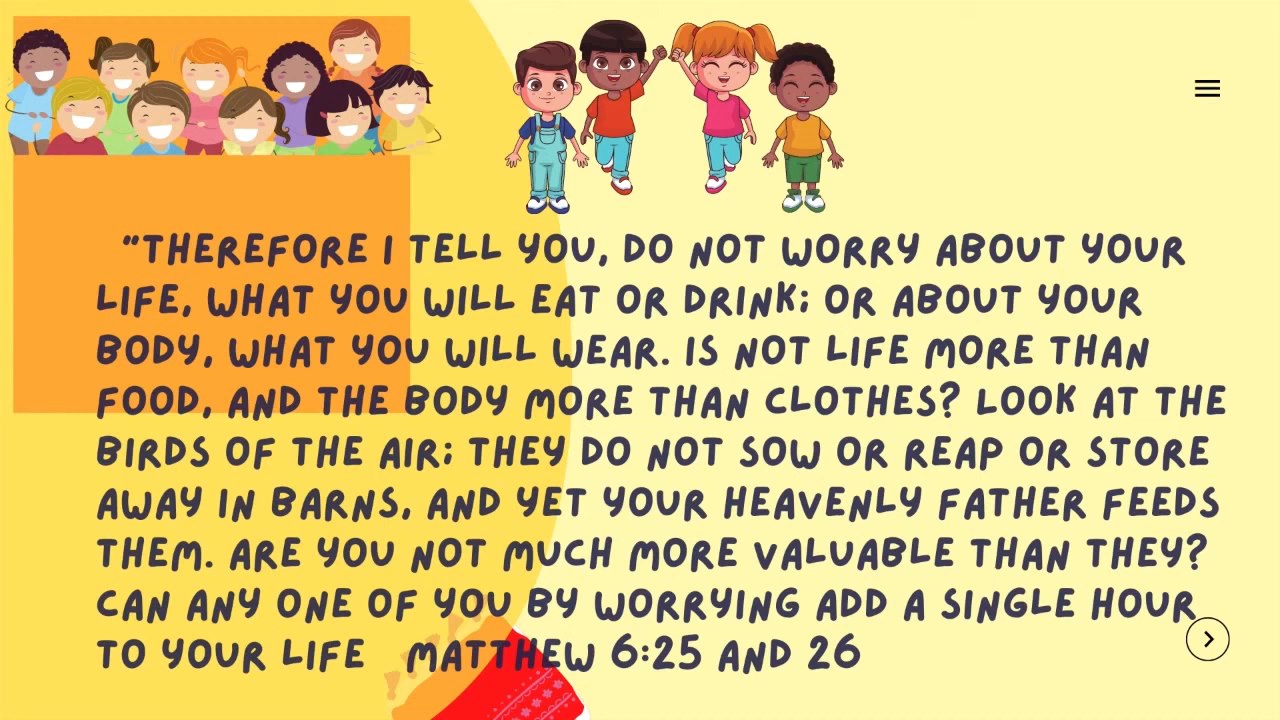 “THEREFORE I TELL YOU, DO NOT WORRY ABOUT YOUR
LIFE, WHAT YOU WILL EAT OR DRINK; OR ABOUT YOUR
BODY, WHAT YOU WILL WEAR. IS NOT LIFE MORE THAN
FOOD, AND THE BODY MORE THAN CLOTHES? LOOK AT THE
BIRDS OF THE AIR; THEY DO NOT SOW OR REAP OR STORE
AWAY IN BARNS, AND YET YOUR HEAVENLY FATHER FEEDS
THEM. ARE YOU NOT MUCH MORE VALUABLE THAN THEY?
CAN ANY ONE OF YOU BY WORRYING ADD A SINGLE HOUR
TO YOUR LIFE MATTHEW 6:25 AND 26